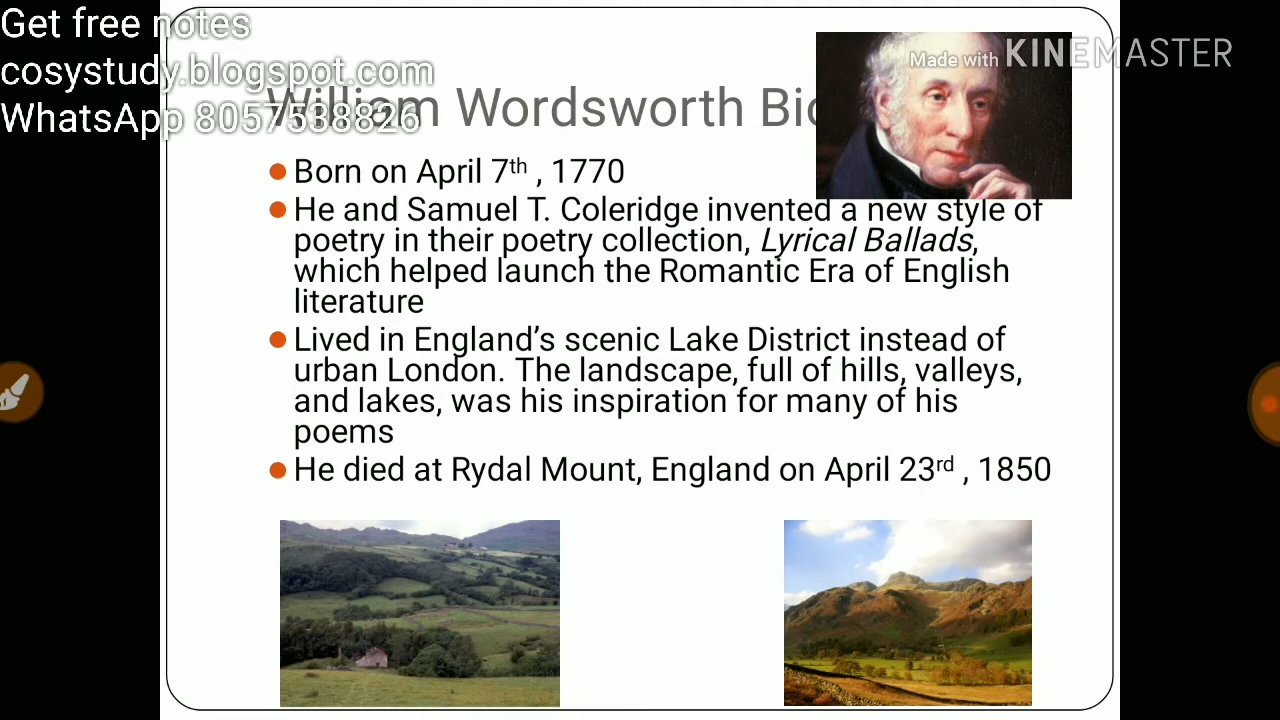 Get free notes
cosystudy.blogspot.com
WhatsApp 8057538826
Made with KINEMASTER
William Wordsworth Bio
Born on April 7th , 1770
He and Samuel T. Coleridge invented a new style of
poetry in their poetry collection, Lyrical Ballads,
which helped launch the Romantic Era of English
literature
Lived in England’s scenic Lake District instead of
urban London. The landscape, full of hills, valleys,
and lakes, was his inspiration for many of his
poems
He died at Rydal Mount, England on April 23rd , 1850